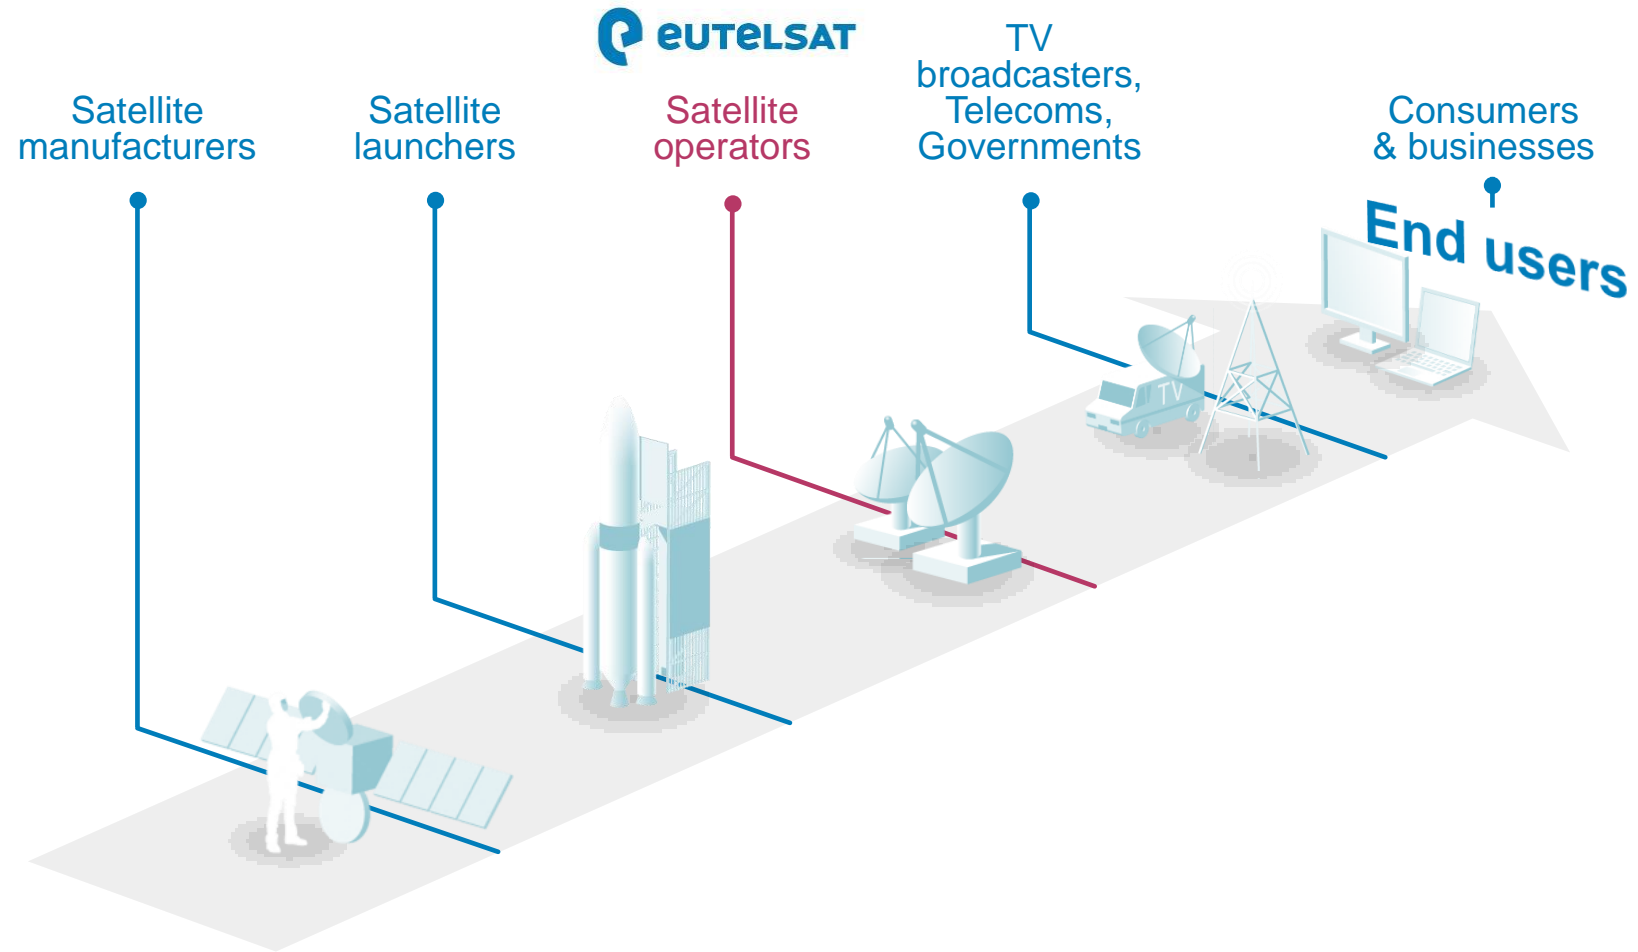 eutelsat
Satellite
manufacturers
Satellite
launchers
Satellite
operators
TV
broadcasters,
Telecoms,
Governments
Consumers
& businesses
End users
TV